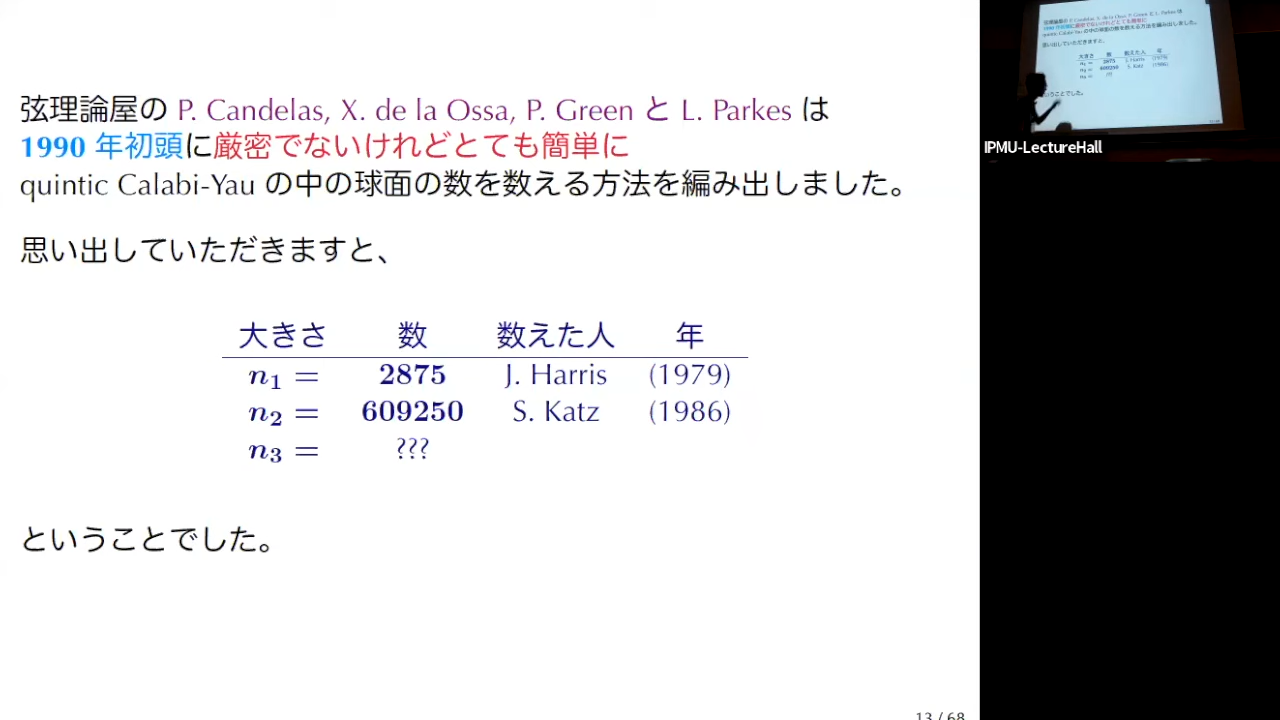 弦理論屋の P. Candelas, X. de la Ossa, P. Green と L. Parkes は
1990 年初頭に厳密でないけれどとても簡単に
quintic Calabi-Yau の中の球面の数を数える方法を編み出しました。
思い出していただきますと、
大きさ 数 数えた人 年
n₁ = 2875 J. Harris (1979)
n₂ = 609250 S. Katz (1986)
n₃ = ???
ということでした。
13 / 68
IPMU-LectureHall